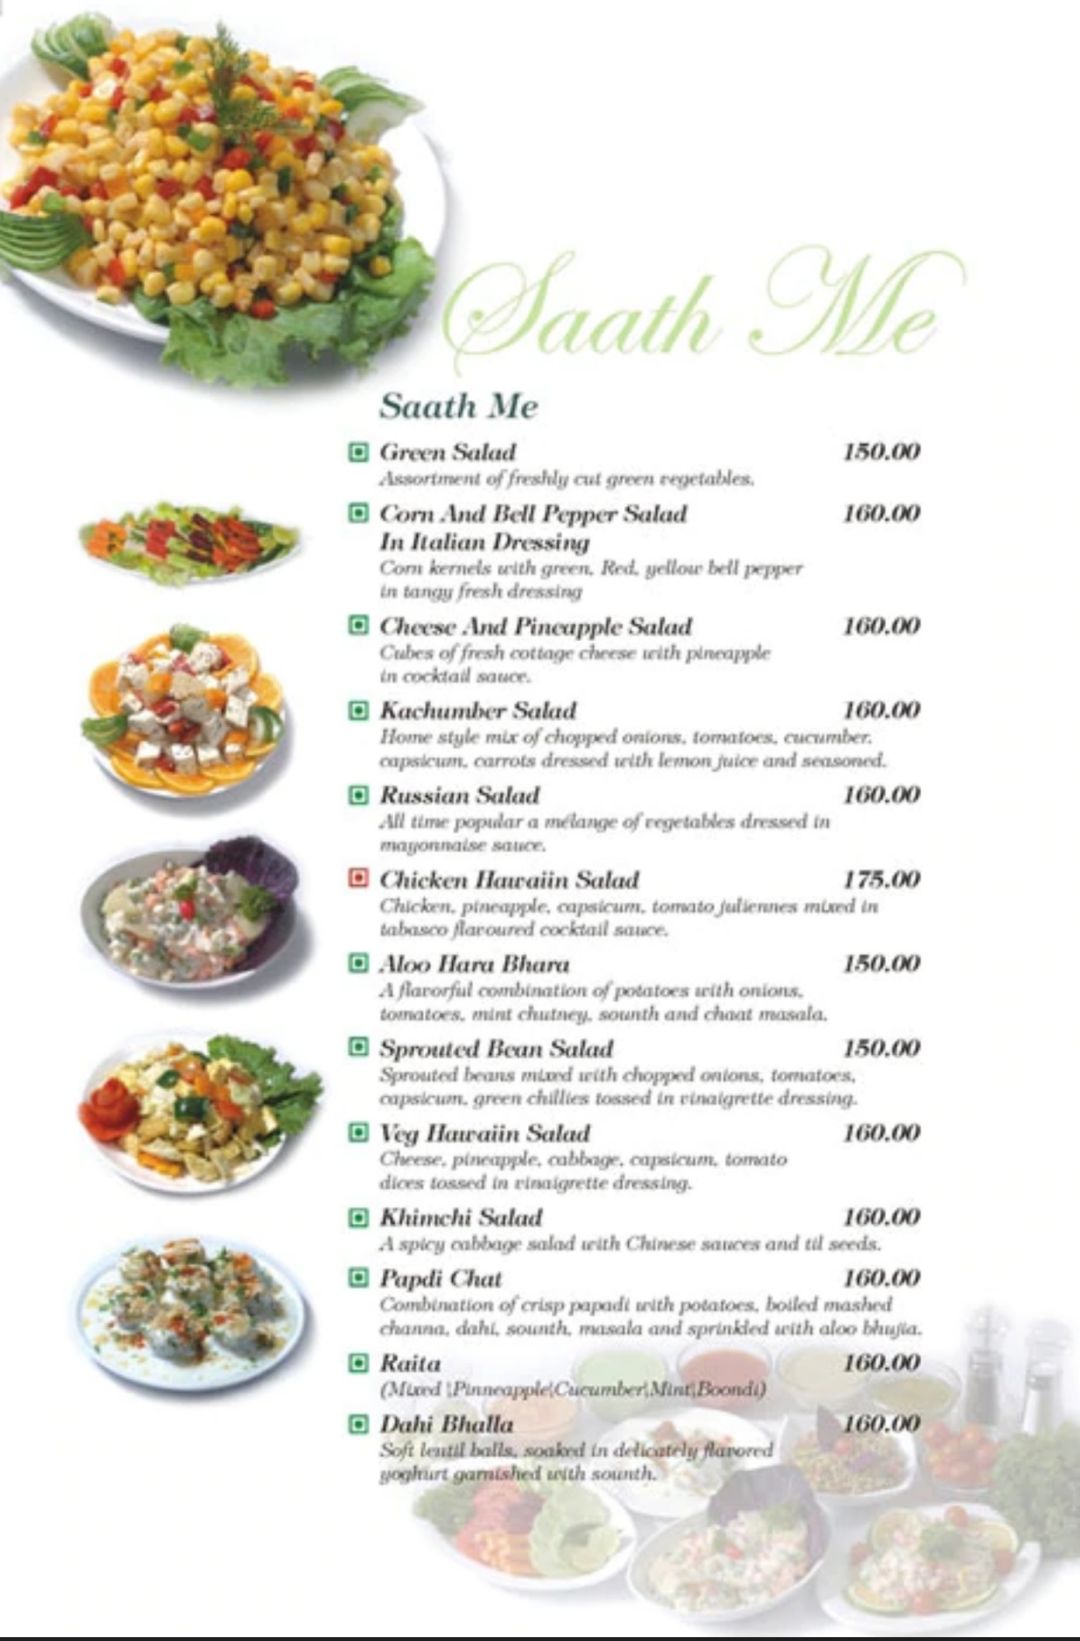 Saath Me
Saath Me
Green Salad 150.00
Assortment of freshly cut green vegetables.
Corn And Bell Pepper Salad 160.00
In Italian Dressing
Corn kernels with green, Red, yellow bell pepper
in tangy fresh dressing
Cheese And Pineapple Salad 160.00
Cubes of fresh cottage cheese with pineapple
in cocktail sauce.
Kachumber Salad 160.00
Home style mix of chopped onions, tomatoes, cucumber,
capsicum, carrots dressed with lemon juice and seasoned.
Russian Salad 160.00
All time popular a mélange of vegetables dressed in
mayonnaise sauce.
Chicken Hawaiin Salad 175.00
Chicken, pineapple, capsicum, tomato juliennes mixed in
tabasco flavoured cocktail sauce.
Aloo Hara Bhara 150.00
A flavorful combination of potatoes with onions,
tomatoes, mint chutney, sounth and chaat masala.
Sprouted Bean Salad 150.00
Sprouted beans mixed with chopped onions, tomatoes,
capsicum, green chillies tossed in vinaigrette dressing.
Veg Hawaiin Salad 160.00
Cheese, pineapple, cabbage, capsicum, tomato
dices tossed in vinaigrette dressing.
Khimchi Salad 160.00
A spicy cabbage salad with Chinese sauces and til seeds.
Papdi Chat 160.00
Combination of crisp papadi with potatoes, boiled mashed
channa, dahi, sounth, masala and sprinkled with aloo bhujia.
Raita 160.00
(Mixed \Pinneapple\Cucumber\Mint\Boondi)
Dahi Bhalla 160.00
Soft lentil balls, soaked in delicately flavored
yoghurt garnished with sounth.